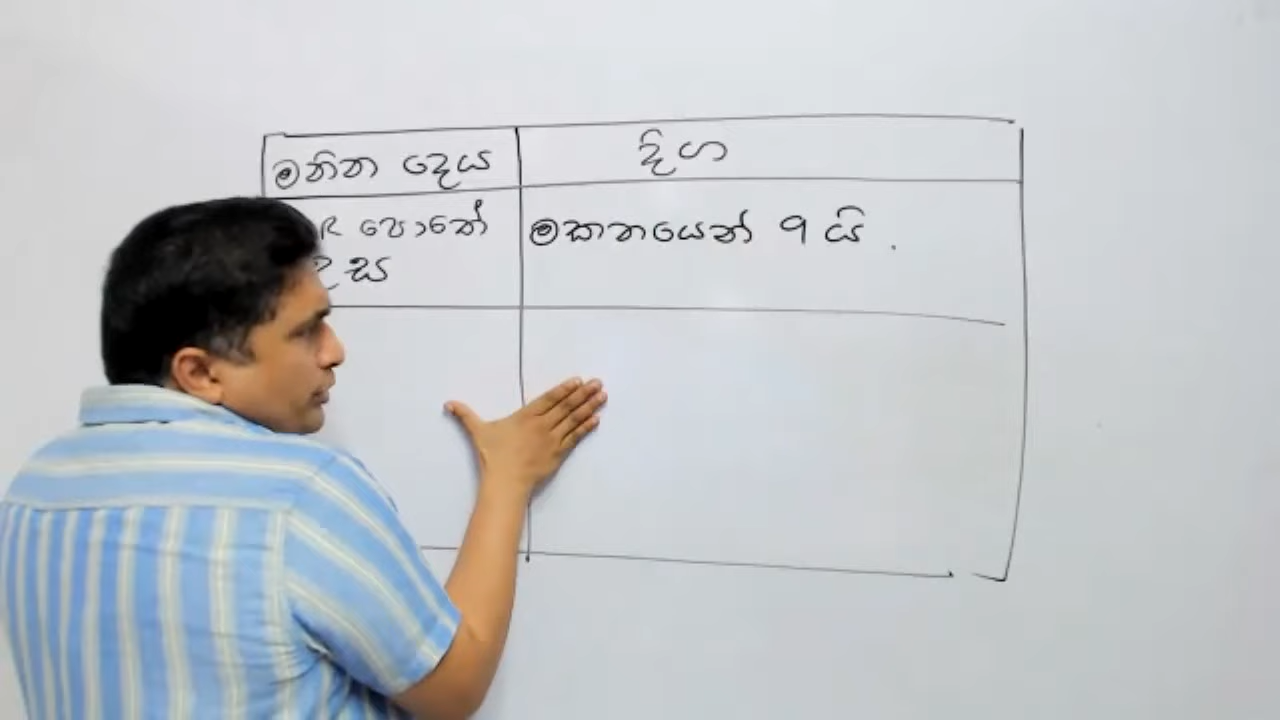 මනින දෙය
දිග
පොතේ
මකනයෙන් 9 යි .